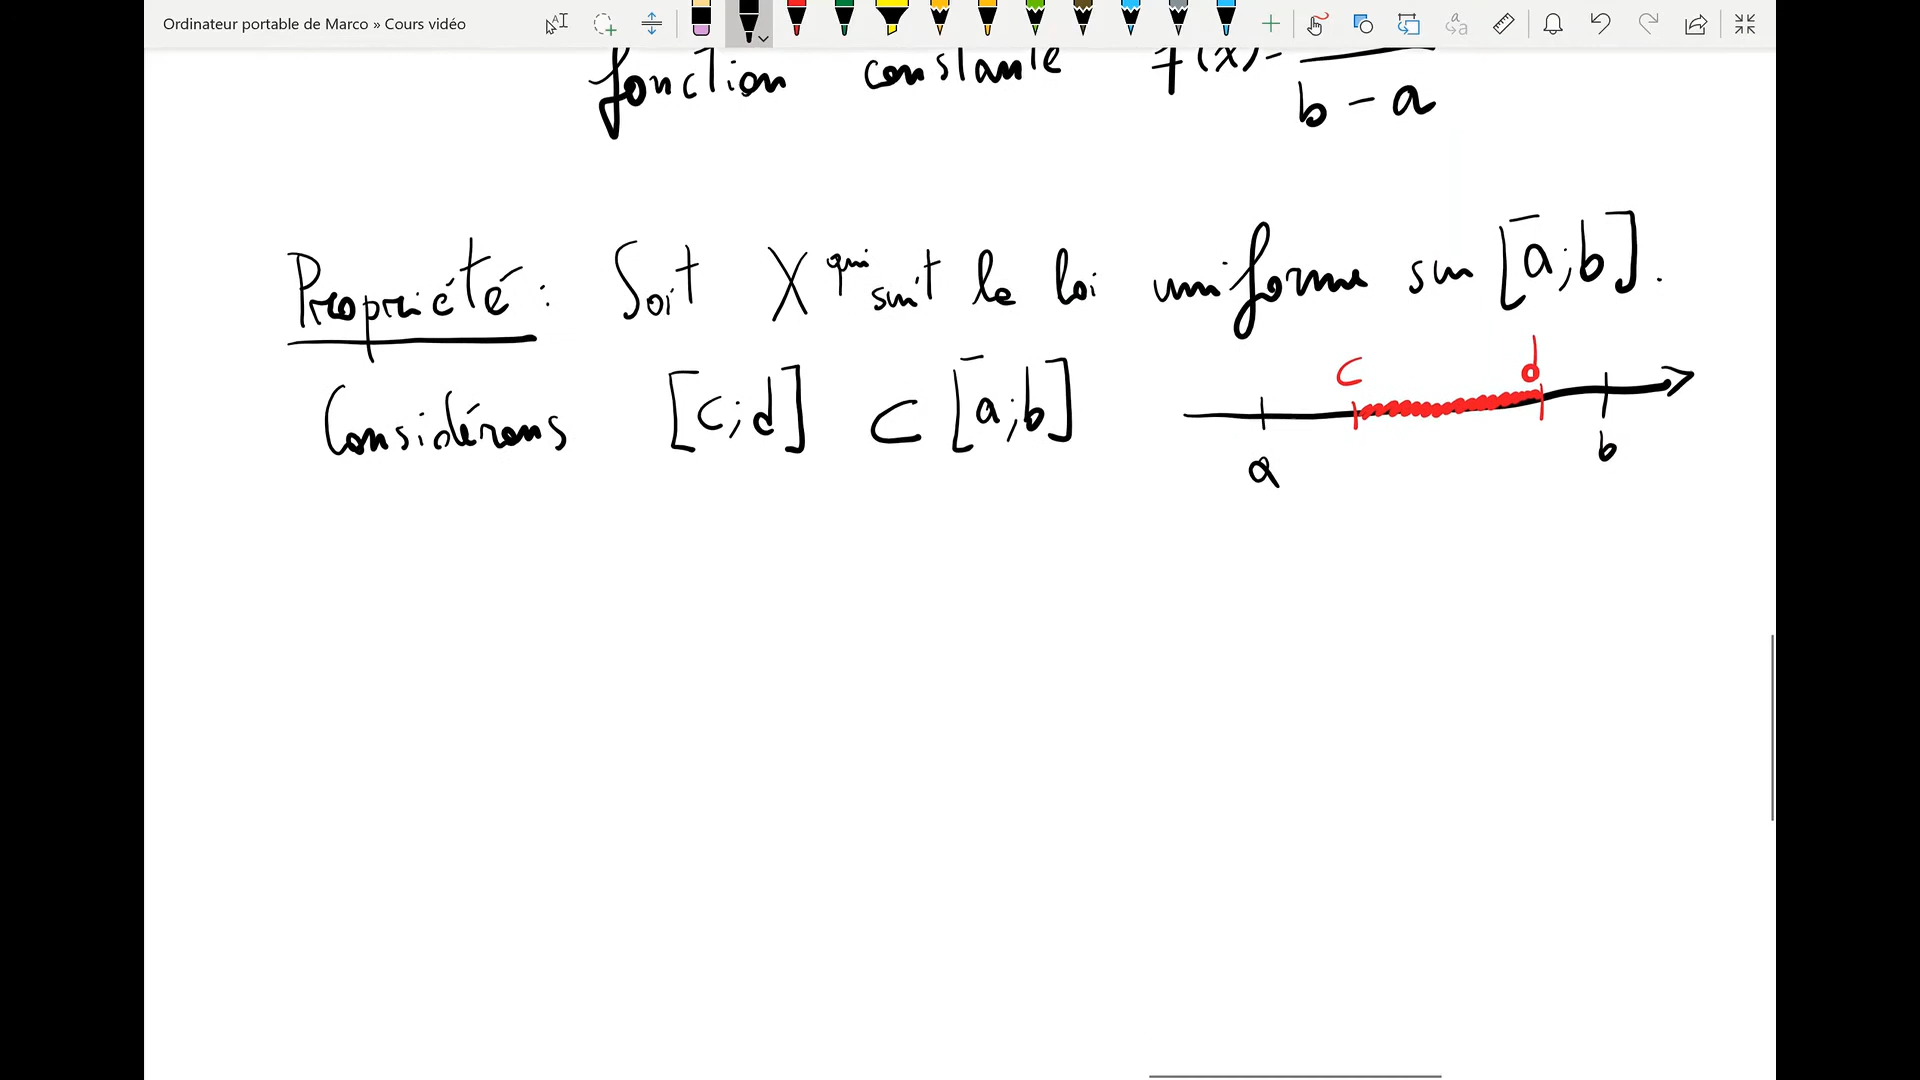 Ordinateur portable de Marco » Cours vidéo
fonction constante f(x)=
b - a
Propriété : Soit X qui suit la loi uniforme sur [a;b].
Considérons [c;d] ⊂ [a;b]
c d
a b